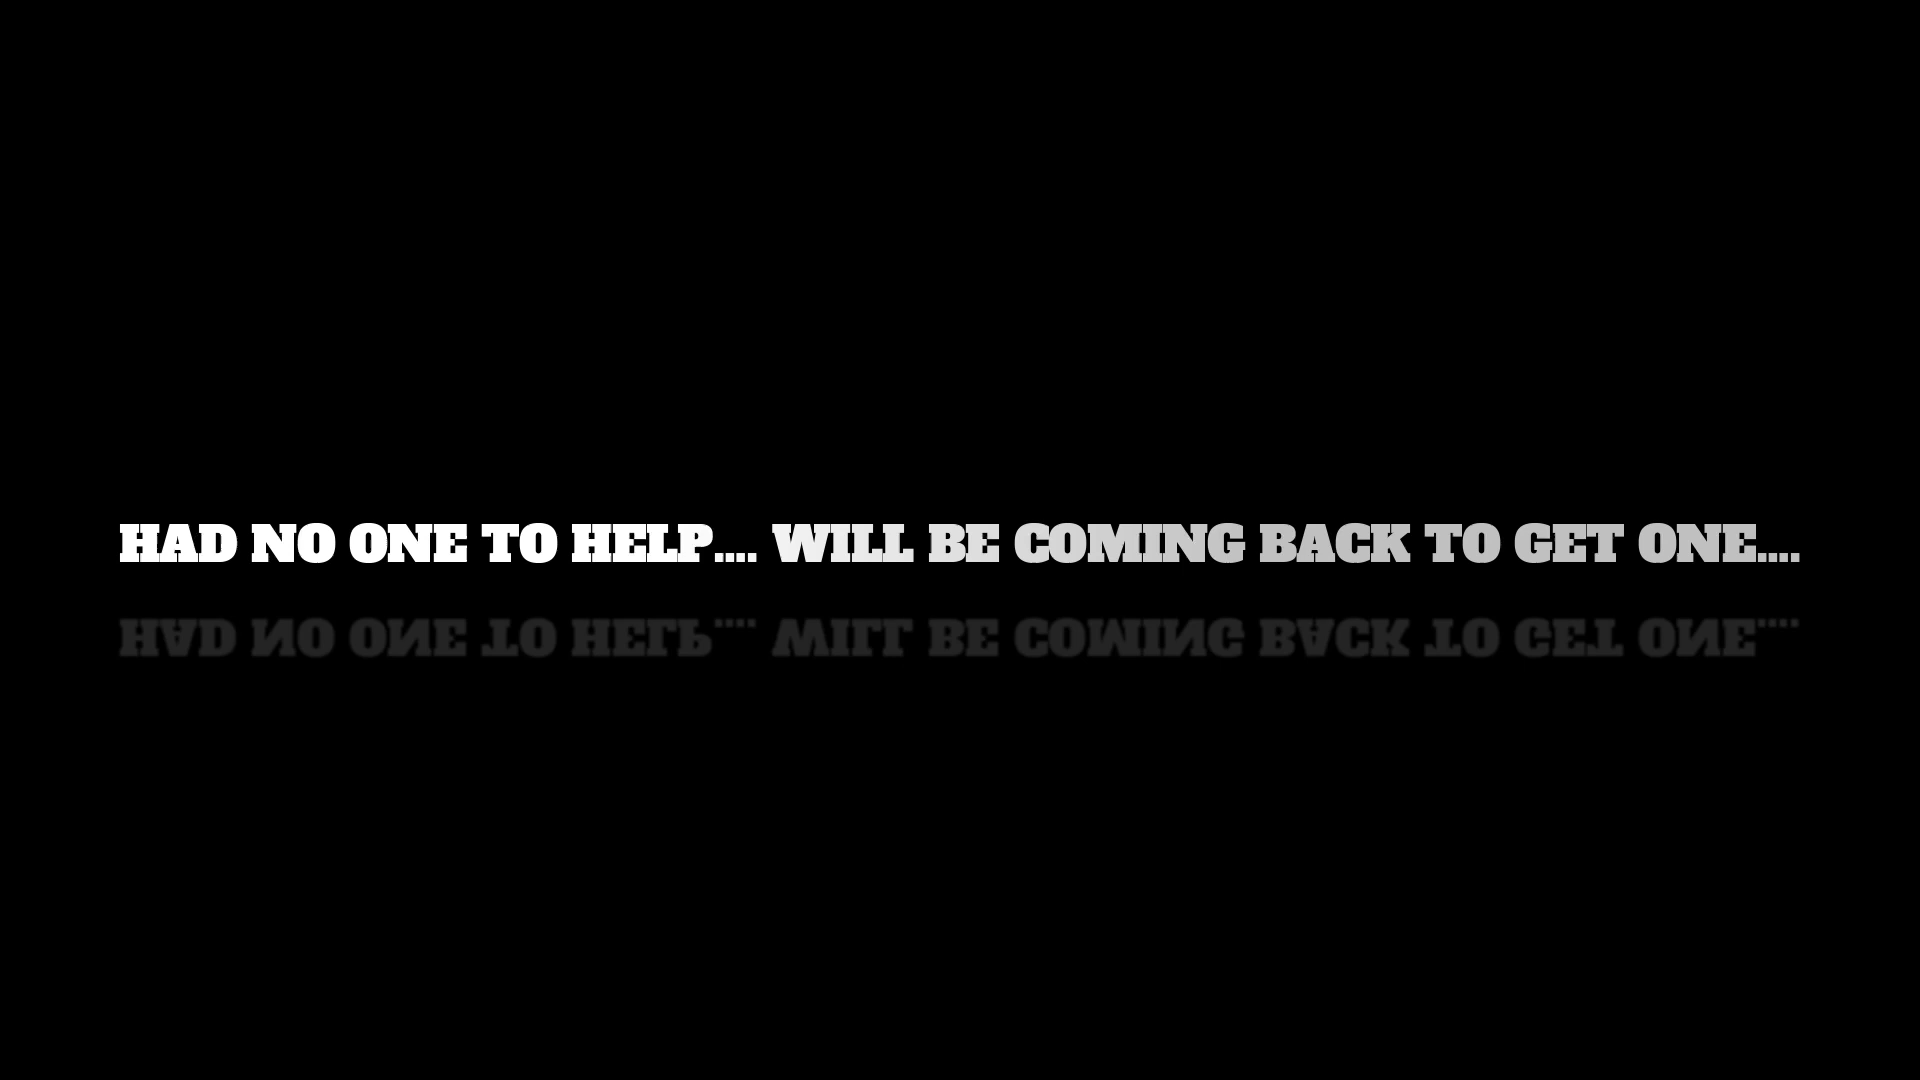 HAD NO ONE TO HELP.... WILL BE COMING BACK TO GET ONE....